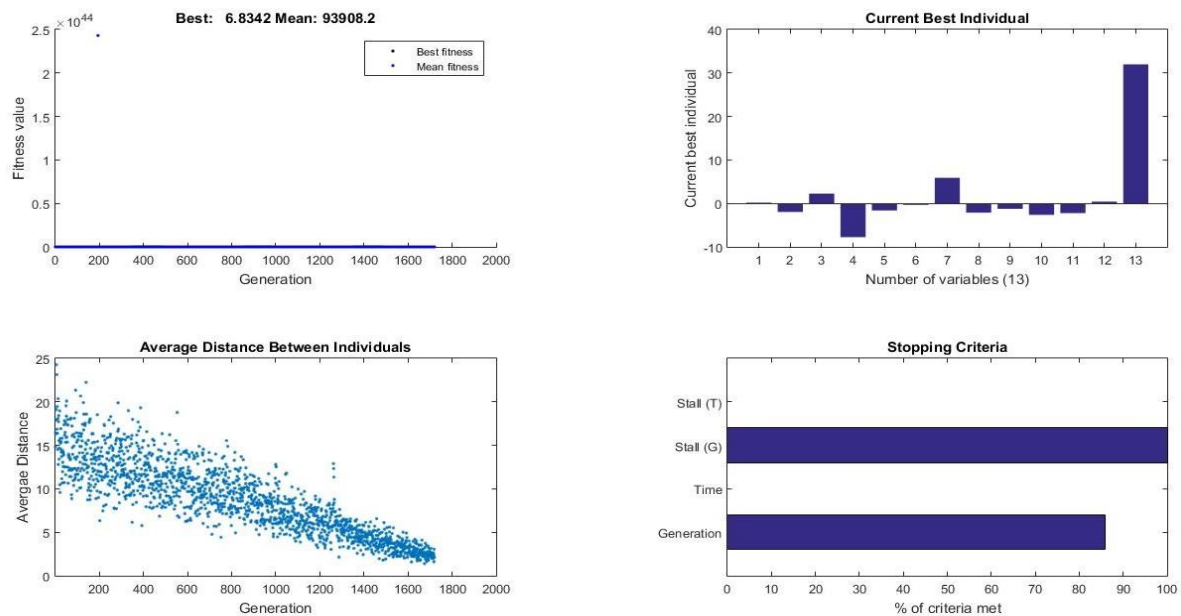 Best: 6.8342 Mean: 93908.2
×10^44
2.5
2
1.5
1
0.5
0
Fitness value
Best fitness
Mean fitness
0 200 400 600 800 1000 1200 1400 1600 1800 2000
Generation
Current Best Individual
40
30
20
10
0
-10
Current best individual
1 2 3 4 5 6 7 8 9 10 11 12 13
Number of variables (13)
Average Distance Between Individuals
25
20
15
10
5
0
Avergae Distance
0 200 400 600 800 1000 1200 1400 1600 1800 2000
Generation
Stopping Criteria
Stall (T)
Stall (G)
Time
Generation
0 10 20 30 40 50 60 70 80 90 100
% of criteria met